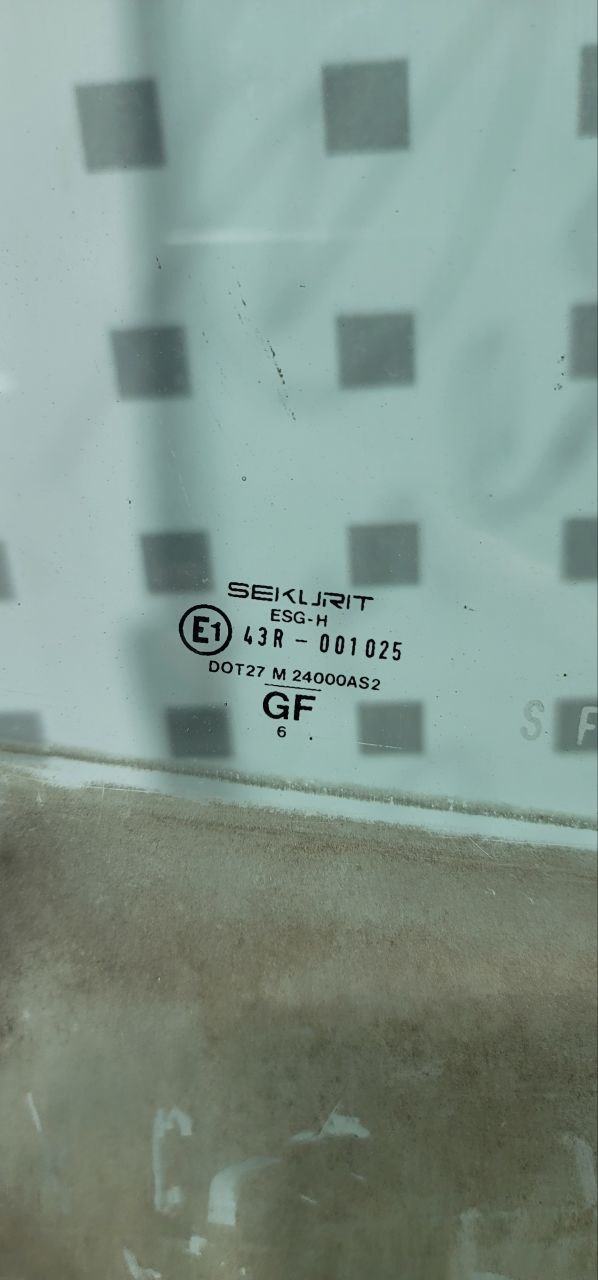 SEKURIT
ESG-H
E1 43R - 001025
DOT27 M 24000AS2
GF
6
S F